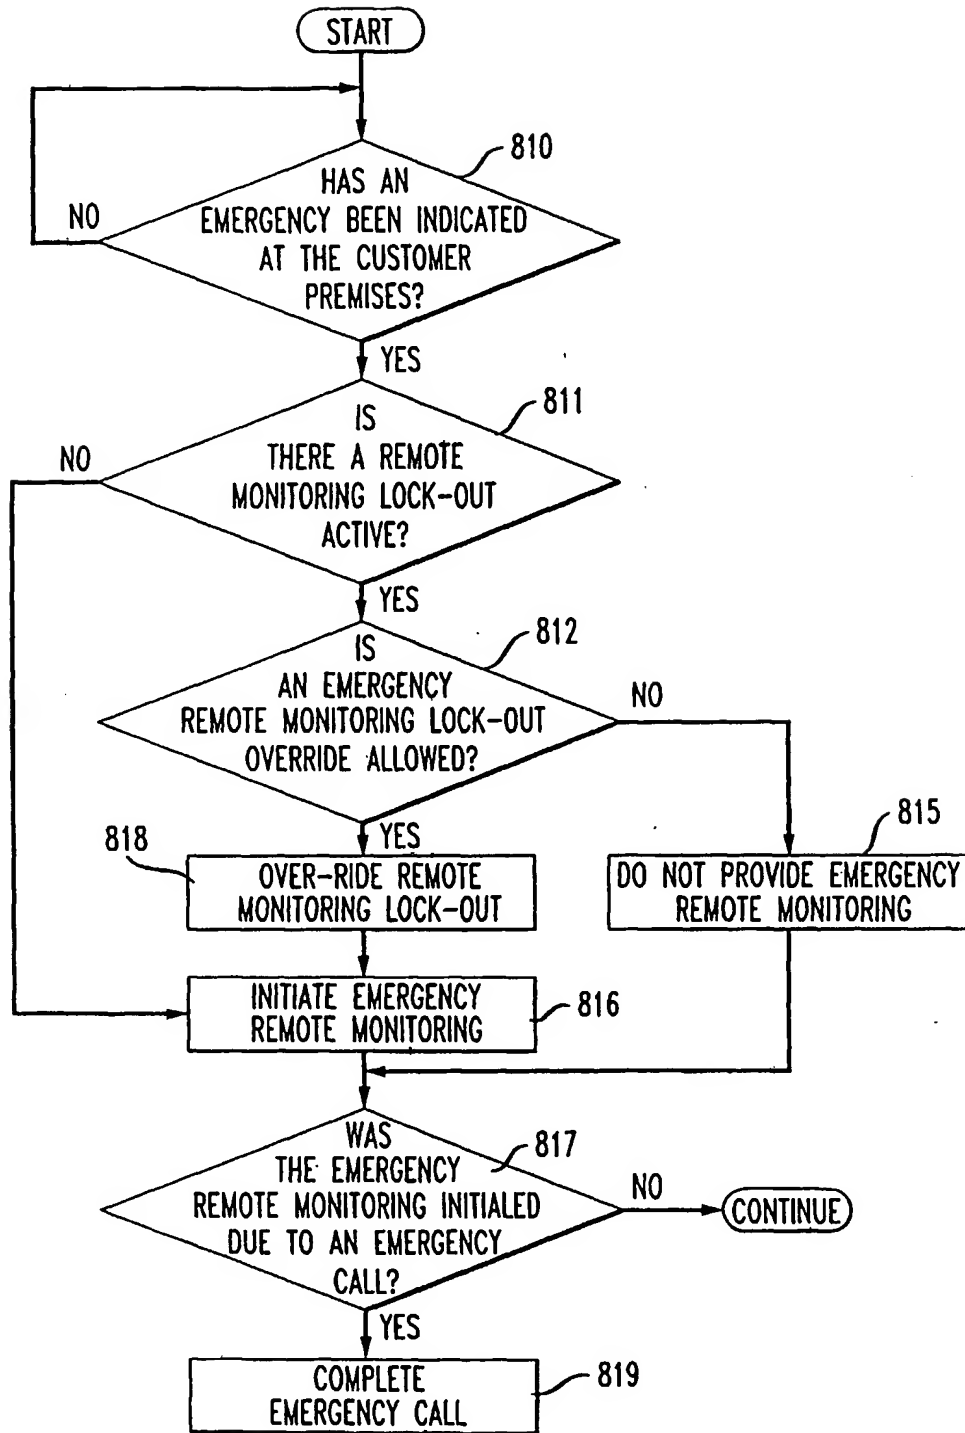 START
810
HAS AN
EMERGENCY BEEN INDICATED
AT THE CUSTOMER
PREMISES?
NO
YES
811
IS
THERE A REMOTE
MONITORING LOCK-OUT
ACTIVE?
NO
YES
812
IS
AN EMERGENCY
REMOTE MONITORING LOCK-OUT
OVERRIDE ALLOWED?
NO
YES
818
OVER-RIDE REMOTE
MONITORING LOCK-OUT
815
DO NOT PROVIDE EMERGENCY
REMOTE MONITORING
INITIATE EMERGENCY
REMOTE MONITORING
816
WAS
THE EMERGENCY
REMOTE MONITORING INITIALED
DUE TO AN EMERGENCY
CALL?
817
NO
CONTINUE
YES
COMPLETE
EMERGENCY CALL
819